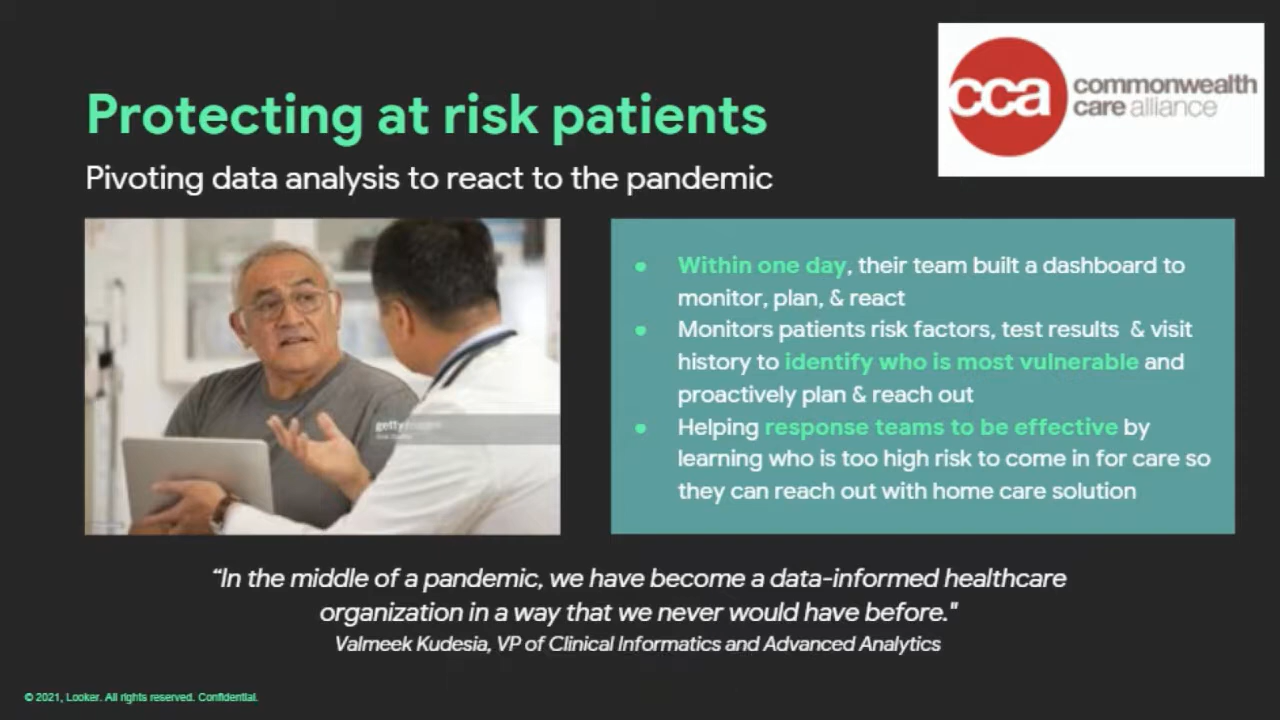 cca commonwealth
care alliance
Protecting at risk patients
Pivoting data analysis to react to the pandemic
gettyimages
• Within one day, their team built a dashboard to
monitor, plan, & react
• Monitors patients risk factors, test results & visit
history to identify who is most vulnerable and
proactively plan & reach out
• Helping response teams to be effective by
learning who is too high risk to come in for care so
they can reach out with home care solution
“In the middle of a pandemic, we have become a data-informed healthcare
organization in a way that we never would have before."
Valmeek Kudesia, VP of Clinical Informatics and Advanced Analytics
© 2021, Looker. All rights reserved. Confidential.